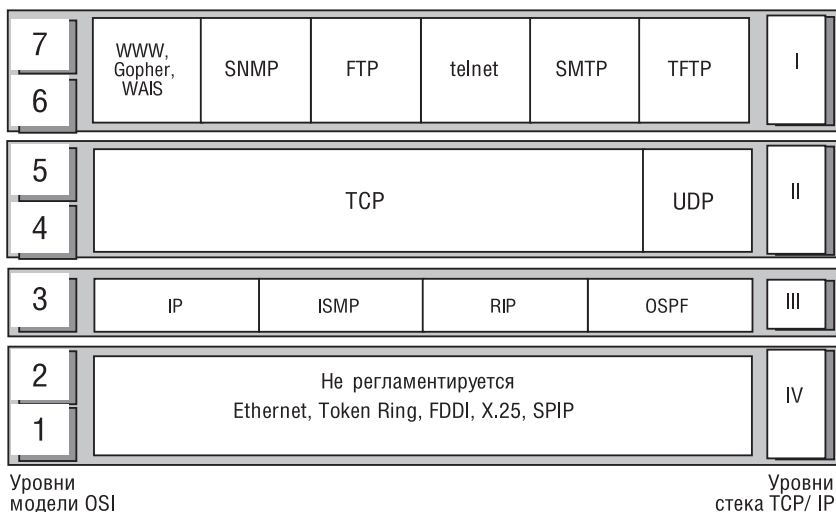 7
6
WWW,
Gopher,
WAIS
SNMP
FTP
telnet
SMTP
TFTP
I
5
4
TCP
UDP
II
3
IP
ISMP
RIP
OSPF
III
2
1
Не регламентируется
Ethernet, Token Ring, FDDI, X.25, SPIP
IV
Уровни
модели OSI
Уровни
стека TCP/ IP